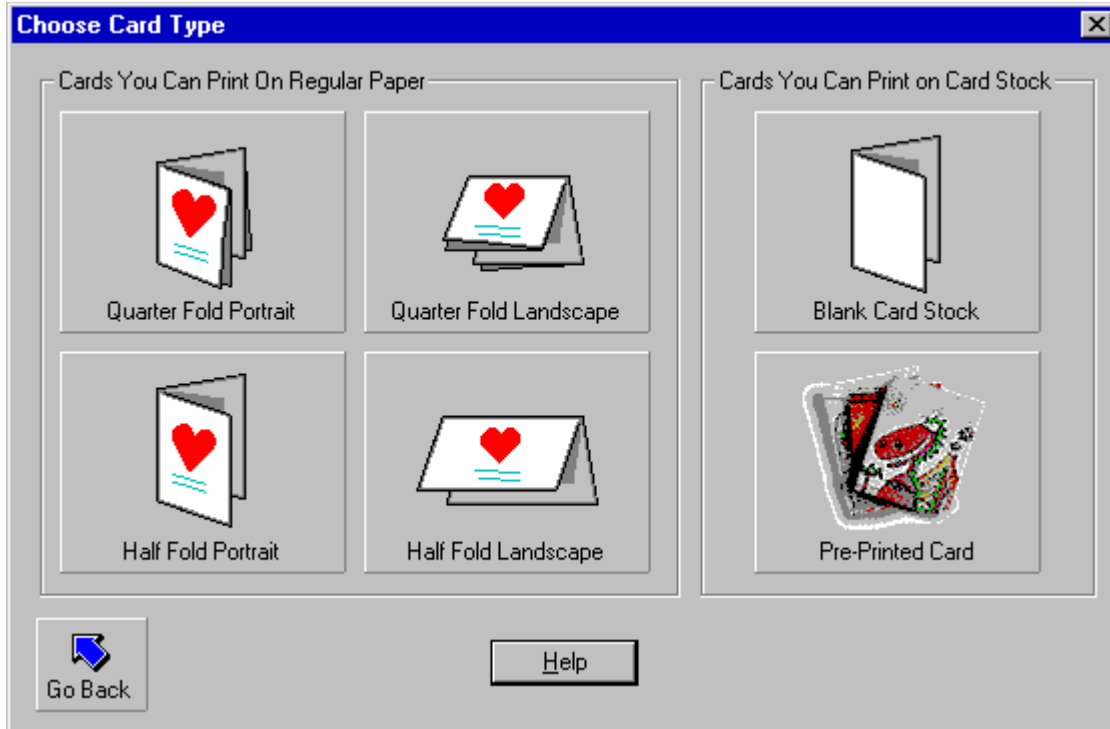 Choose Card Type
Cards You Can Print On Regular Paper
Quarter Fold Portrait
Quarter Fold Landscape
Half Fold Portrait
Half Fold Landscape
Cards You Can Print on Card Stock
Blank Card Stock
Pre-Printed Card
Go Back
Help